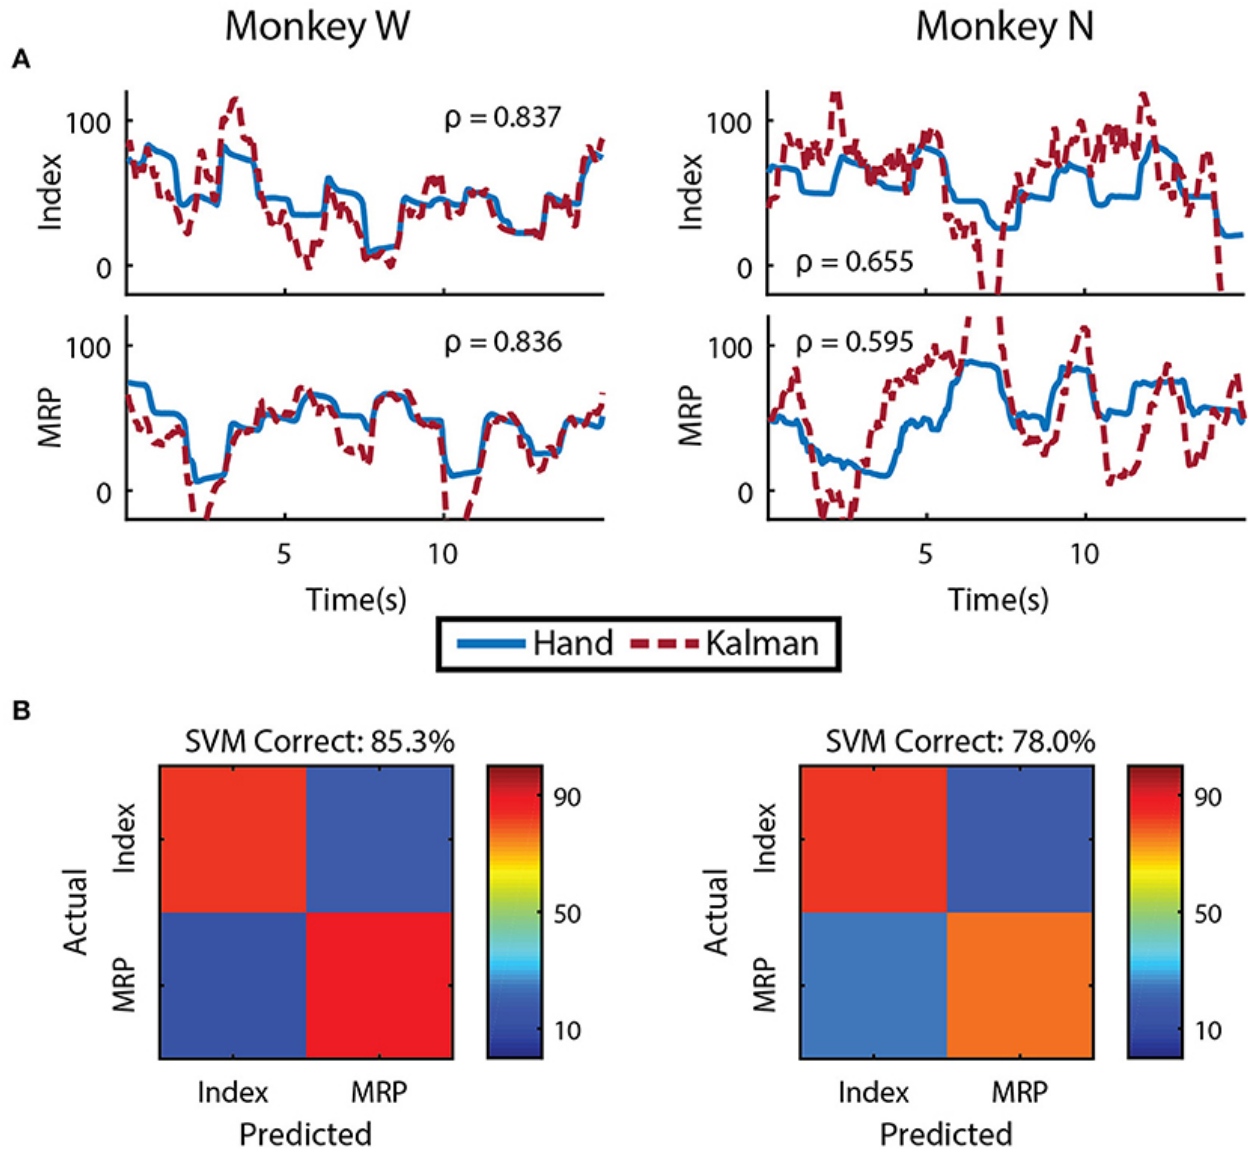 Monkey W
Monkey N
A
Index
100
0
ρ = 0.837
Index
100
0
ρ = 0.655
MRP
100
0
ρ = 0.836
5
10
Time(s)
MRP
100
0
ρ = 0.595
5
10
Time(s)
Hand Kalman
B
SVM Correct: 85.3%
Actual
Index
MRP
Index
MRP
Predicted
90
50
10
SVM Correct: 78.0%
Actual
Index
MRP
Index
MRP
Predicted
90
50
10